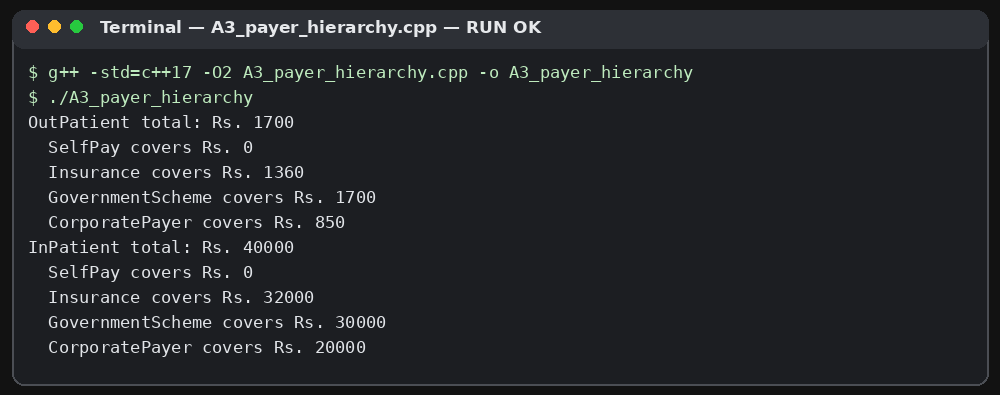 Terminal — A3_payer_hierarchy.cpp — RUN OK
$ g++ -std=c++17 -O2 A3_payer_hierarchy.cpp -o A3_payer_hierarchy
$ ./A3_payer_hierarchy
OutPatient total: Rs. 1700
  SelfPay covers Rs. 0
  Insurance covers Rs. 1360
  GovernmentScheme covers Rs. 1700
  CorporatePayer covers Rs. 850
InPatient total: Rs. 40000
  SelfPay covers Rs. 0
  Insurance covers Rs. 32000
  GovernmentScheme covers Rs. 30000
  CorporatePayer covers Rs. 20000